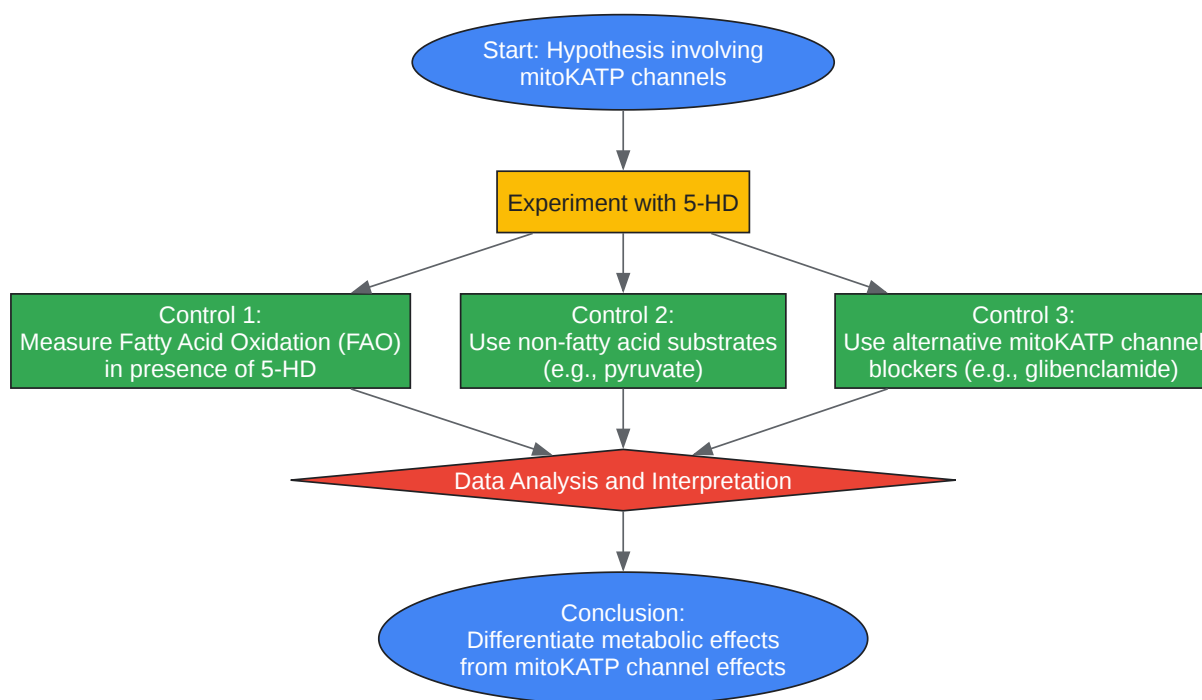 Start: Hypothesis involving
mitoKATP channels
Experiment with 5-HD
Control 1:
Measure Fatty Acid Oxidation (FAO)
in presence of 5-HD
Control 2:
Use non-fatty acid substrates
(e.g., pyruvate)
Control 3:
Use alternative mitoKATP channel
blockers (e.g., glibenclamide)
Data Analysis and Interpretation
Conclusion:
Differentiate metabolic effects
from mitoKATP channel effects